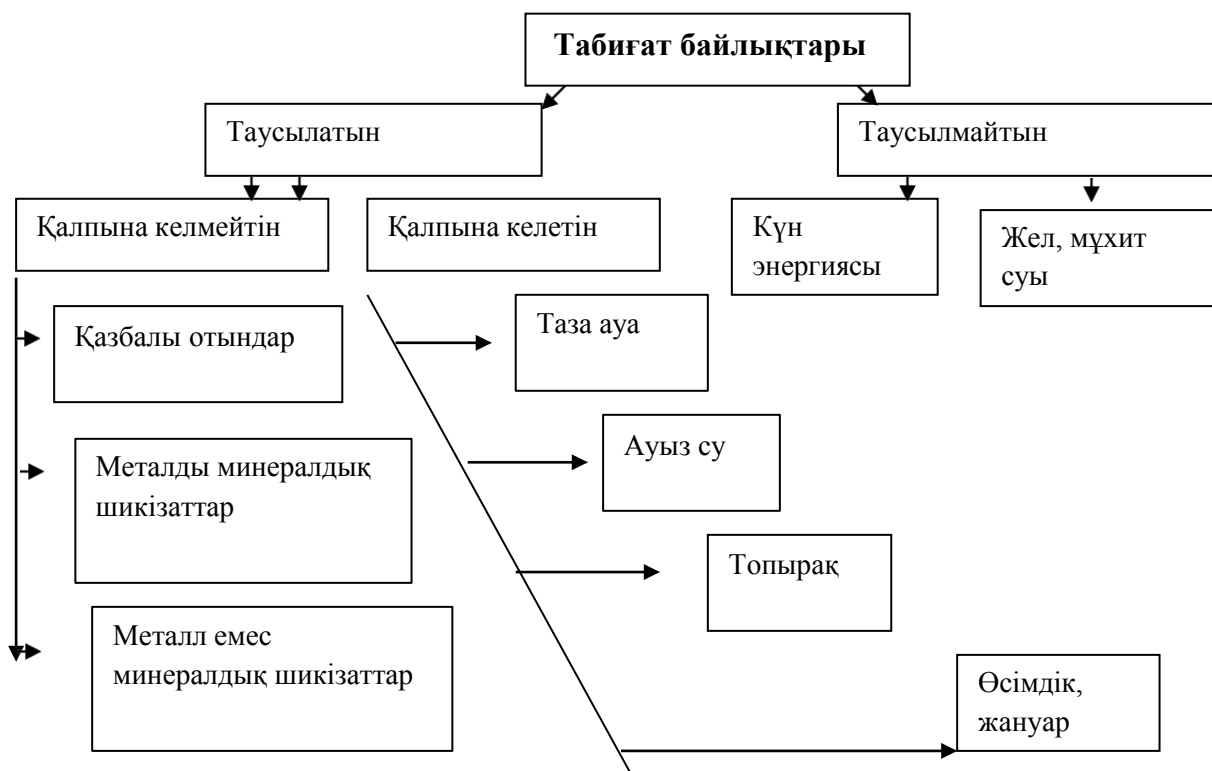 Табиғат байлықтары
Таусылатын
Таусылмайтын
Қалпына келмейтін
Қалпына келетін
Күн
энергиясы
Жел, мұхит
суы
Қазбалы отындар
Таза ауа
Металды минералдық
шикізаттар
Ауыз су
Топырақ
Металл емес
минералдық шикізаттар
Өсімдік,
жануар